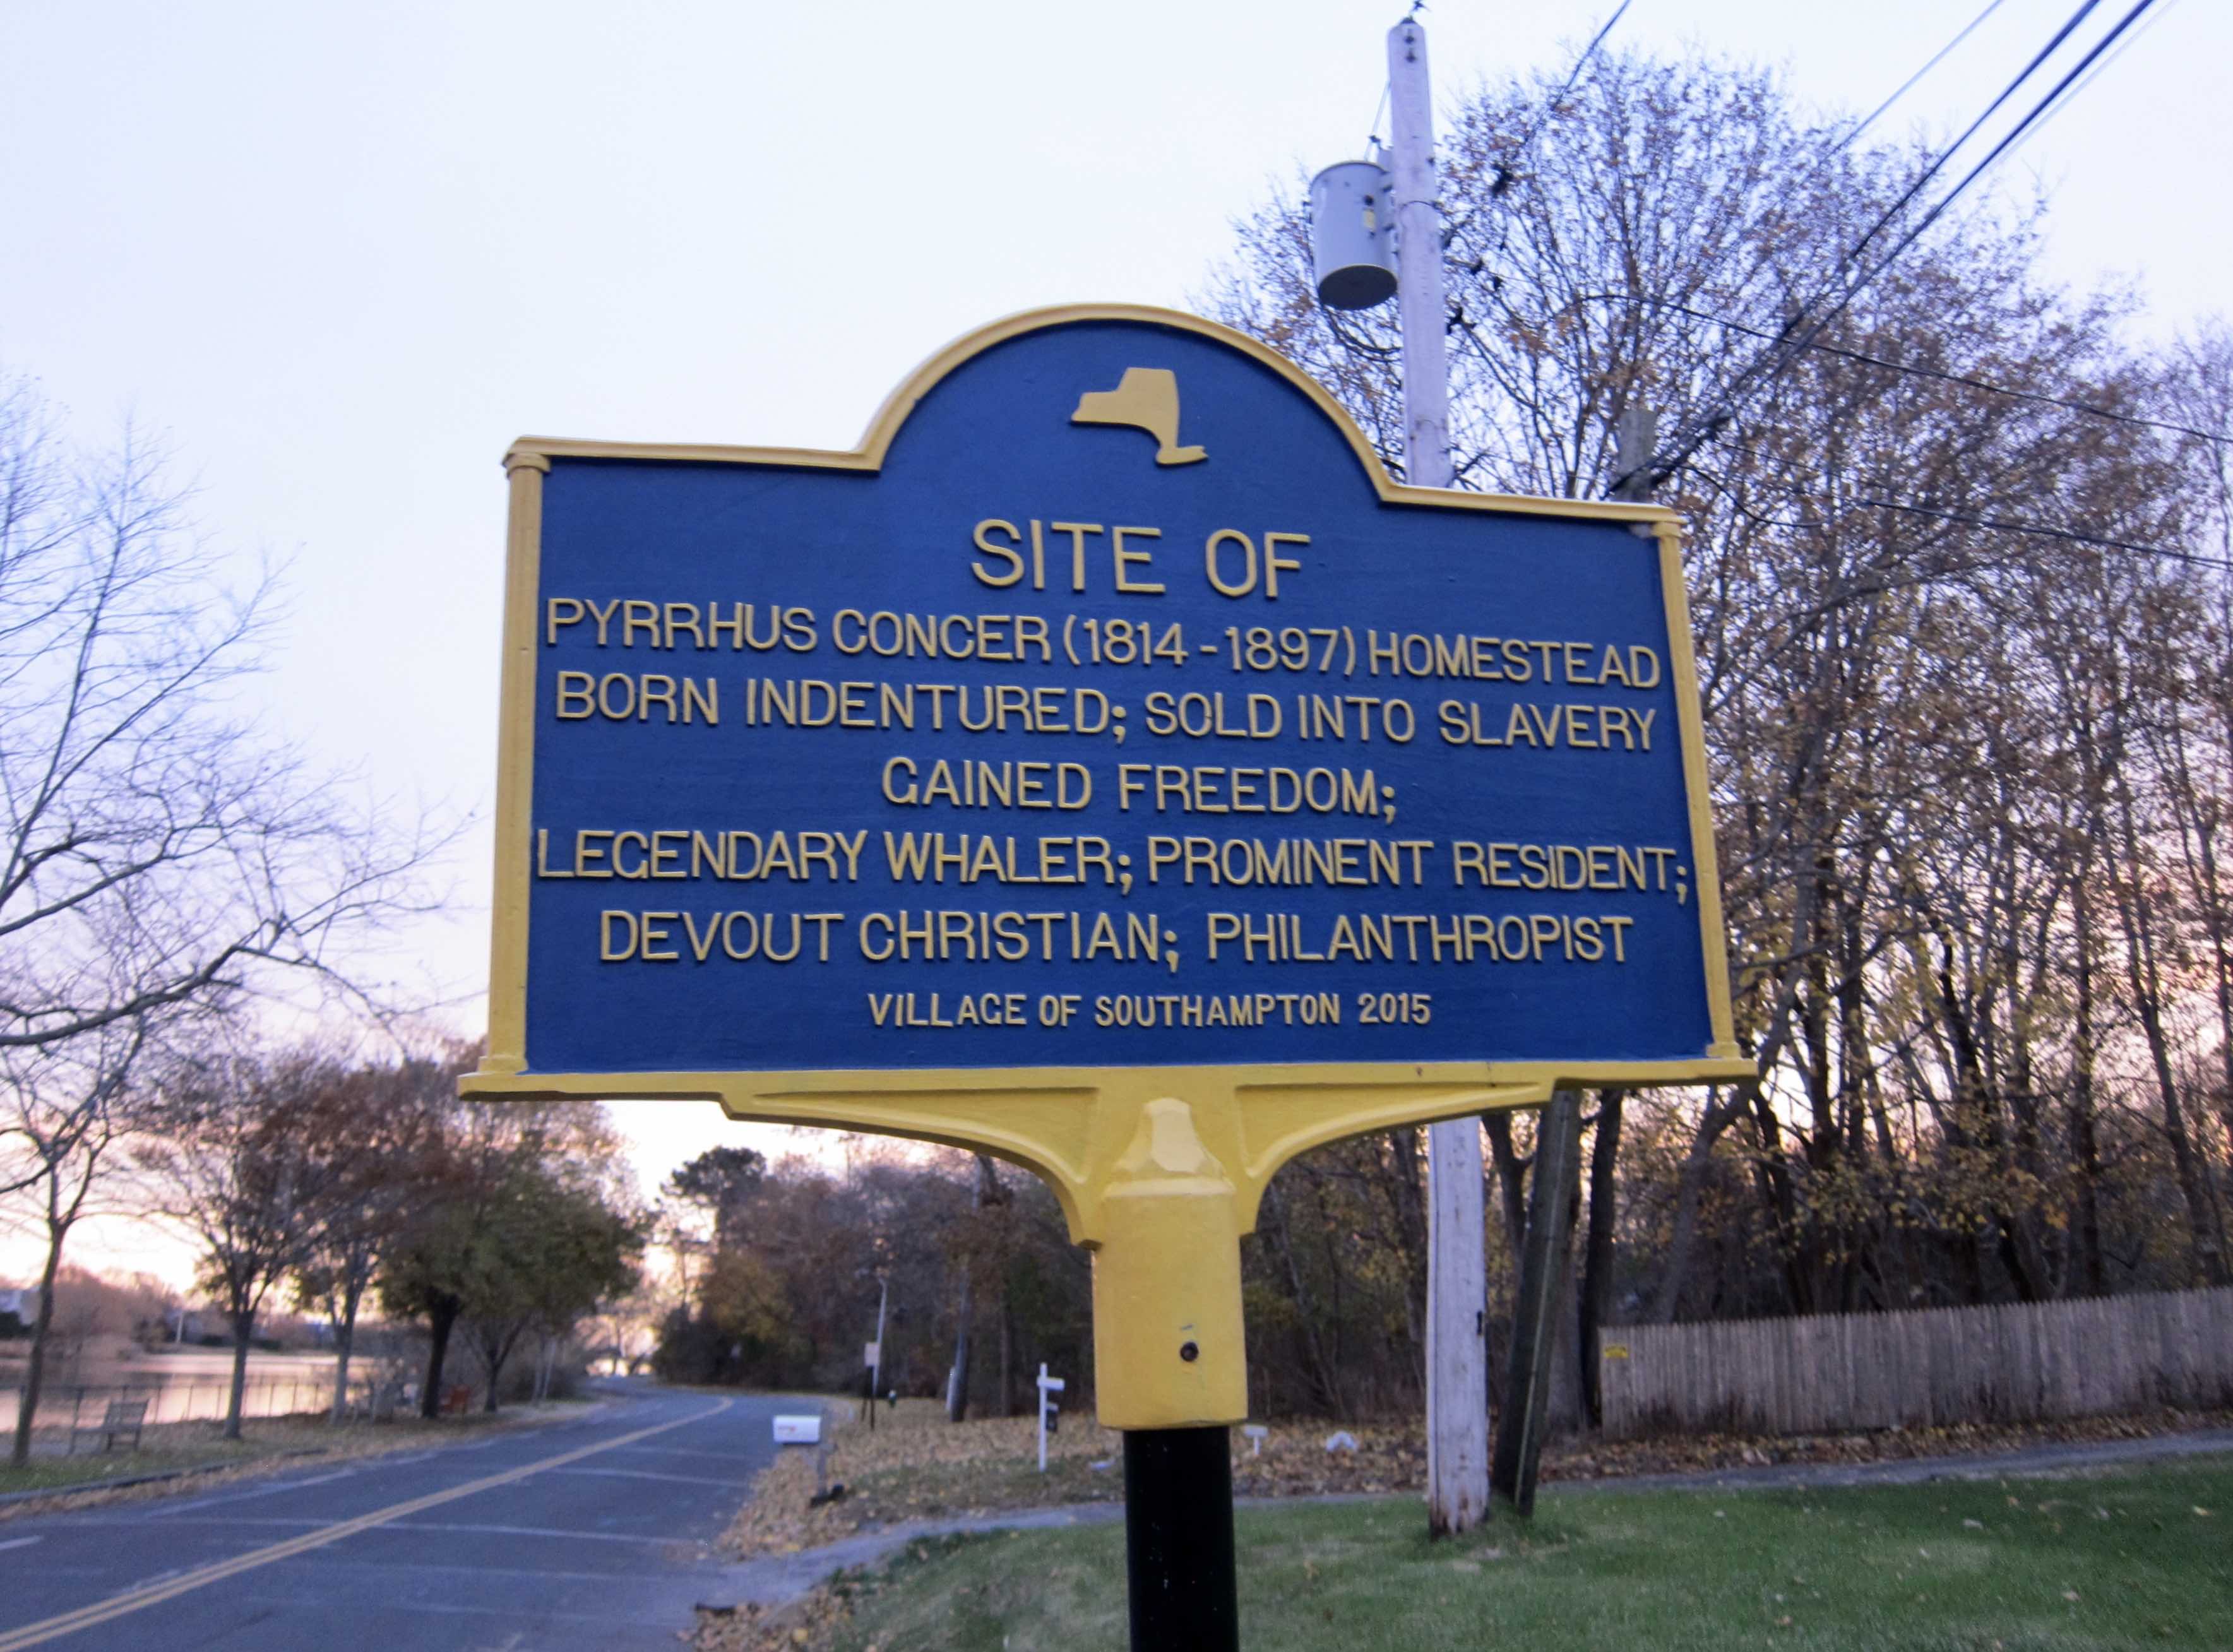 SITE OF
PYRRHUS CONCER (1814-1897) HOMESTEAD
BORN INDENTURED; SOLD INTO SLAVERY
GAINED FREEDOM;
LEGENDARY WHALER; PROMINENT RESIDENT;
DEVOUT CHRISTIAN; PHILANTHROPIST
VILLAGE OF SOUTHAMPTON 2015